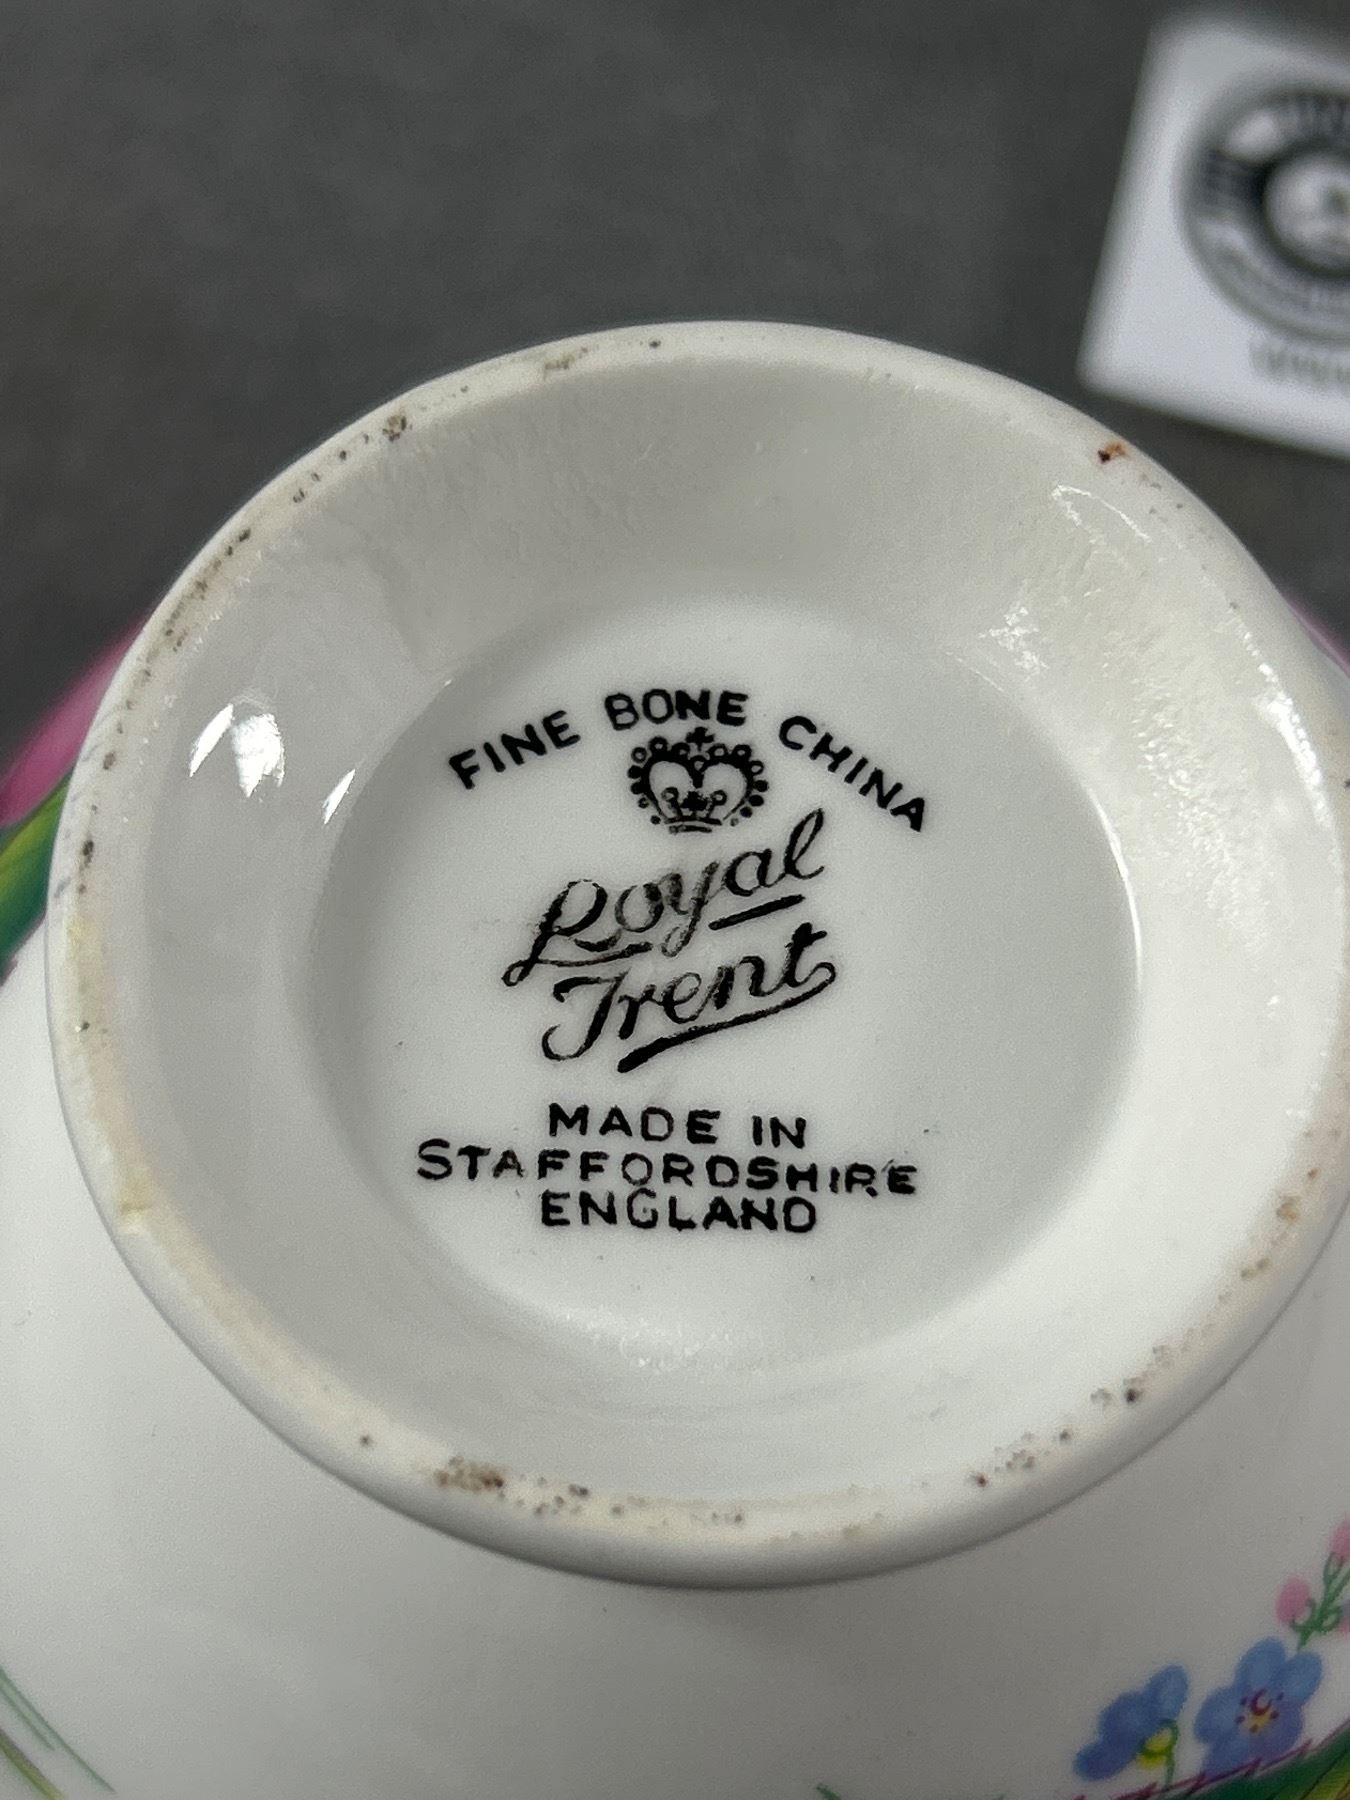 FINE BONE CHINA
Royal
Trent
MADE IN
STAFFORDSHIRE
ENGLAND